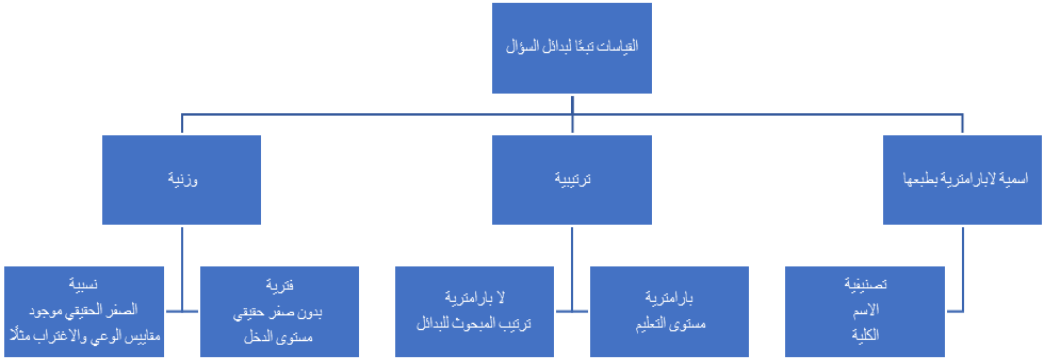 القياسات تبعًا لبدائل السؤال
اسمية لابارامترية بطبعها
ترتيبية
وزنية
تصنيفية
الاسم
الكلية
بارامترية
مستوى التعليم
لا بارامترية
ترتيب المبحوث للبدائل
فترية
بدون صفر حقيقي
مستوى الدخل
نسبية
الصفر الحقيقي موجود
مقاييس الوعي والاغتراب مثلًا